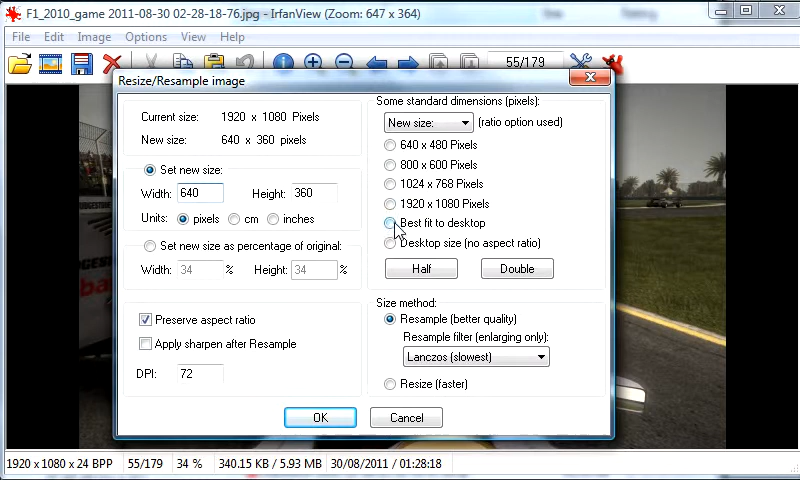 F1_2010_game 2011-08-30 02-28-18-76.jpg - IrfanView (Zoom: 647 x 364)
File Edit Image Options View Help
55/179
Resize/Resample image
Current size: 1920 x 1080 Pixels
New size: 640 x 360 pixels
Set new size:
Width: 640 Height: 360
Units: pixels cm inches
Set new size as percentage of original:
Width: 34 % Height: 34 %
Preserve aspect ratio
Apply sharpen after Resample
DPI: 72
Some standard dimensions (pixels):
New size: (ratio option used)
640 x 480 Pixels
800 x 600 Pixels
1024 x 768 Pixels
1920 x 1080 Pixels
Best fit to desktop
Desktop size (no aspect ratio)
Half Double
Size method:
Resample (better quality)
Resample filter (enlarging only):
Lanczos (slowest)
Resize (faster)
OK Cancel
1920 x 1080 x 24 BPP 55/179 34 % 340.15 KB / 5.93 MB 30/08/2011 / 01:28:18